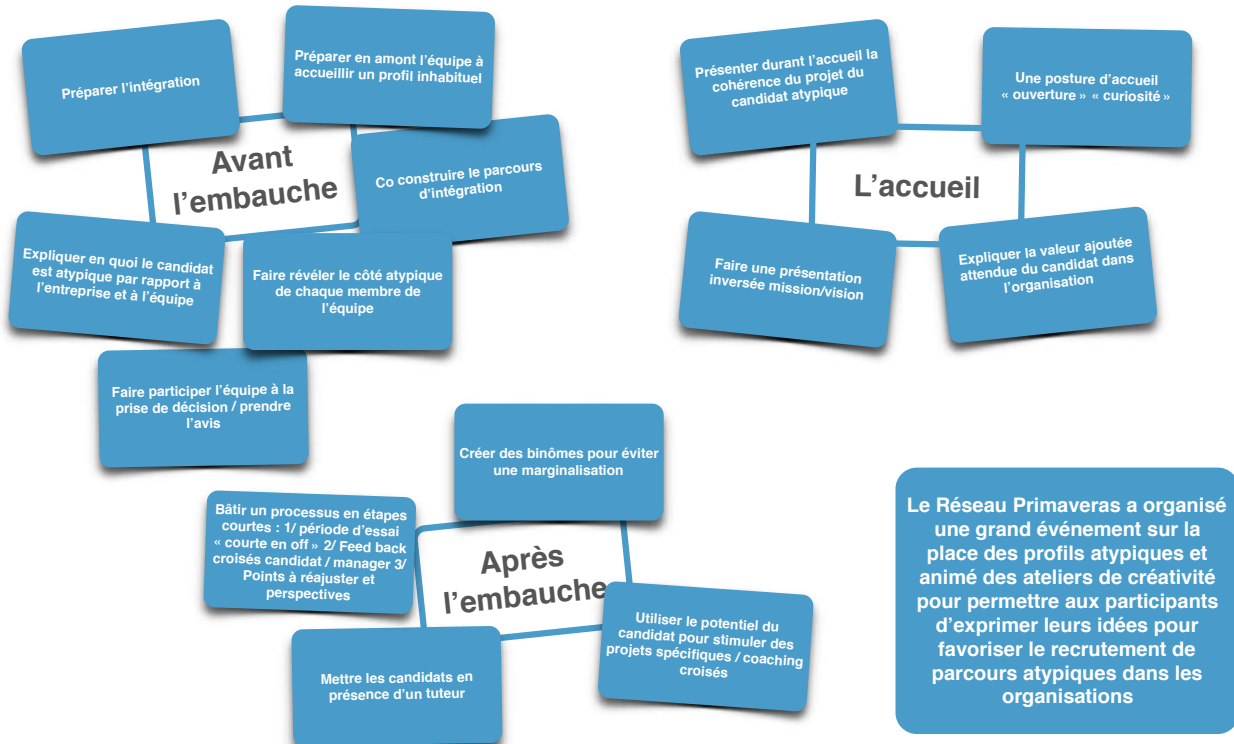 Préparer l'intégration
Préparer en amont l'équipe à
accueillir un profil inhabituel
Avant
l'embauche
Co construire le parcours
d'intégration
Expliquer en quoi le candidat
est atypique par rapport à
l'entreprise et à l'équipe
Faire révéler le côté atypique
de chaque membre de
l'équipe
Faire participer l'équipe à la
prise de décision / prendre
l'avis
Présenter durant l'accueil la
cohérence du projet du
candidat atypique
Une posture d'accueil
« ouverture » « curiosité »
L'accueil
Faire une présentation
inversée mission/vision
Expliquer la valeur ajoutée
attendue du candidat dans
l'organisation
Créer des binômes pour éviter
une marginalisation
Bâtir un processus en étapes
courtes : 1/ période d'essai
« courte en off » 2/ Feed back
croisés candidat / manager 3/
Points à réajuster et
perspectives
Après
l'embauche
Utiliser le potentiel du
candidat pour stimuler des
projets spécifiques / coaching
croisés
Mettre les candidats en
présence d'un tuteur
Le Réseau Primaveras a organisé
une grand événement sur la
place des profils atypiques et
animé des ateliers de créativité
pour permettre aux participants
d'exprimer leurs idées pour
favoriser le recrutement de
parcours atypiques dans les
organisations